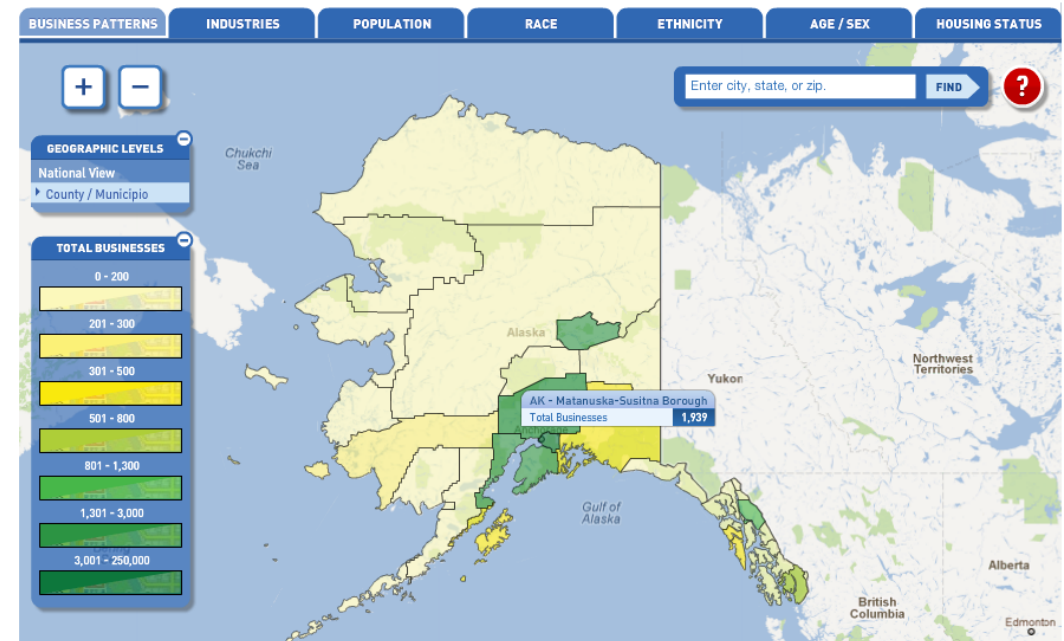 BUSINESS PATTERNS
INDUSTRIES
POPULATION
RACE
ETHNICITY
AGE / SEX
HOUSING STATUS
+
−
Enter city, state, or zip.
FIND
?
GEOGRAPHIC LEVELS
National View
County / Municipio
TOTAL BUSINESSES
0 - 200
201 - 300
301 - 500
501 - 800
801 - 1,300
1,301 - 3,000
3,001 - 250,000
Chukchi
Sea
Alaska
AK - Matanuska-Susitna Borough
Total Businesses 1,939
Anchorage
Yukon
Northwest
Territories
Gulf of
Alaska
British
Columbia
Alberta
Edmonton